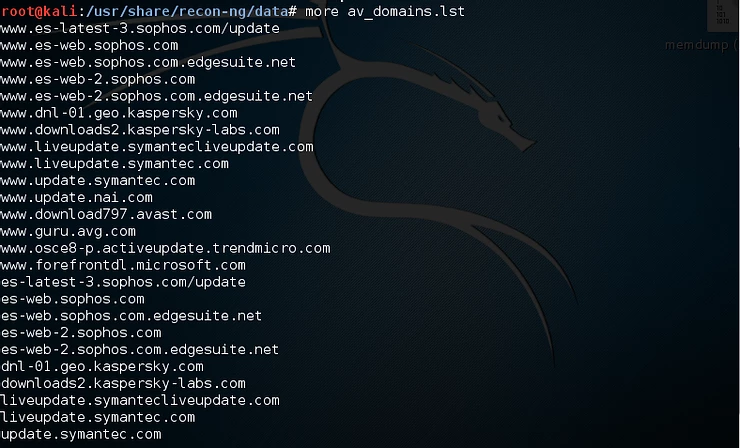 root@kali:/usr/share/recon-ng/data# more av_domains.lst
www.es-latest-3.sophos.com/update
www.es-web.sophos.com
www.es-web.sophos.com.edgesuite.net
www.es-web-2.sophos.com
www.es-web-2.sophos.com.edgesuite.net
www.dnl-01.geo.kaspersky.com
www.downloads2.kaspersky-labs.com
www.liveupdate.symantecliveupdate.com
www.liveupdate.symantec.com
www.update.symantec.com
www.update.nai.com
www.download797.avast.com
www.guru.avg.com
www.osce8-p.activeupdate.trendmicro.com
www.forefrontdl.microsoft.com
es-latest-3.sophos.com/update
es-web.sophos.com
es-web.sophos.com.edgesuite.net
es-web-2.sophos.com
es-web-2.sophos.com.edgesuite.net
dnl-01.geo.kaspersky.com
downloads2.kaspersky-labs.com
liveupdate.symantecliveupdate.com
liveupdate.symantec.com
update.symantec.com
memdump (